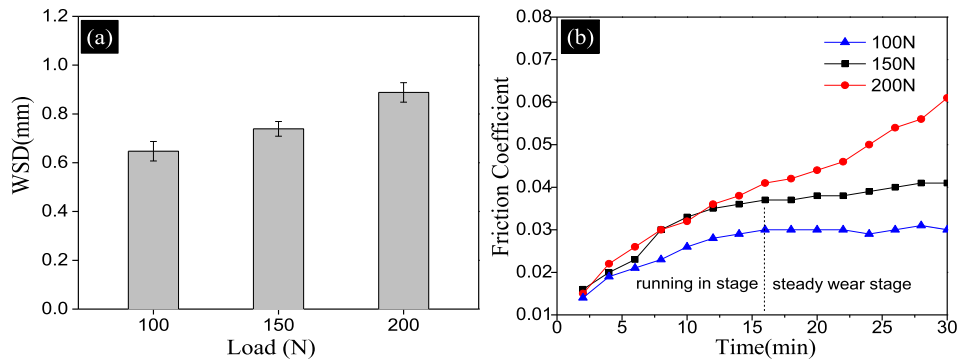 (a)
WSD(mm)
1.2
1.0
0.8
0.6
0.4
0.2
0.0
100
150
200
Load (N)
(b)
Friction Coefficient
0.08
0.07
0.06
0.05
0.04
0.03
0.02
0.01
100N
150N
200N
running in stage
steady wear stage
0
5
10
15
20
25
30
Time(min)